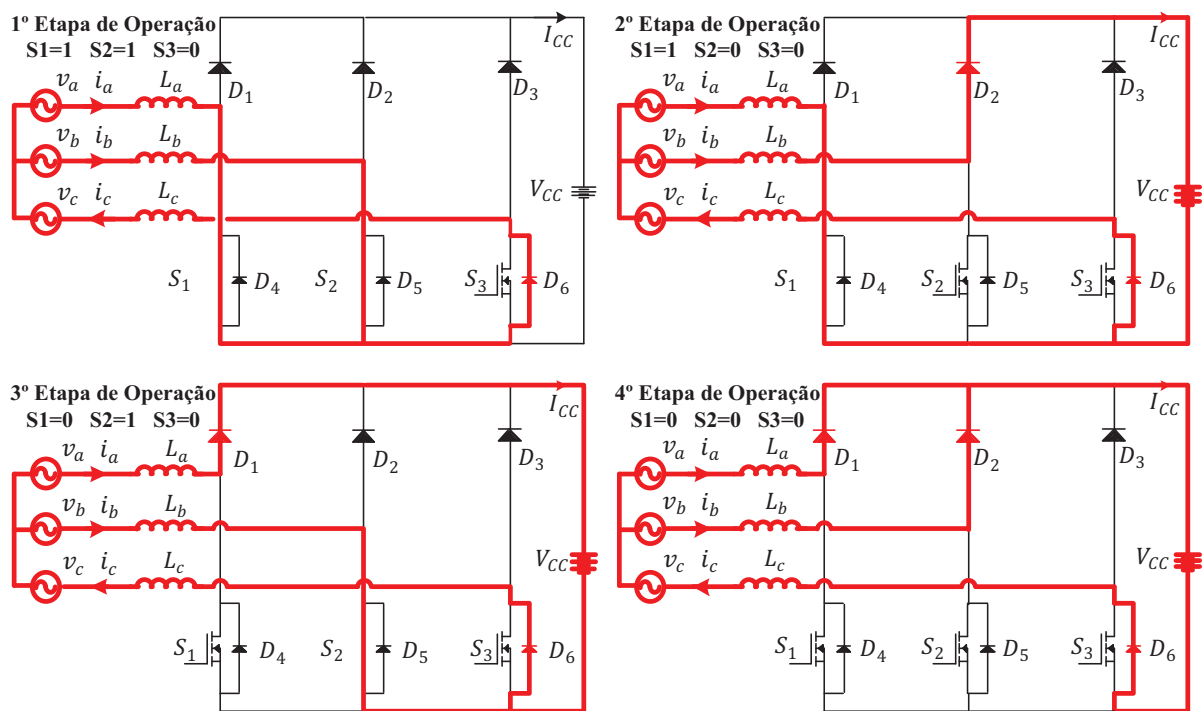 1º Etapa de Operação
S1=1 S2=1 S3=0
I_CC
v_a i_a L_a
D_1
D_2
D_3
v_b i_b L_b
v_c i_c L_c
V_CC
S_1
D_4
S_2
D_5
S_3
D_6
2º Etapa de Operação
S1=1 S2=0 S3=0
I_CC
v_a i_a L_a
D_1
D_2
D_3
v_b i_b L_b
v_c i_c L_c
V_CC
S_1
D_4
S_2
D_5
S_3
D_6
3º Etapa de Operação
S1=0 S2=1 S3=0
I_CC
v_a i_a L_a
D_1
D_2
D_3
v_b i_b L_b
v_c i_c L_c
V_CC
S_1
D_4
S_2
D_5
S_3
D_6
4º Etapa de Operação
S1=0 S2=0 S3=0
I_CC
v_a i_a L_a
D_1
D_2
D_3
v_b i_b L_b
v_c i_c L_c
V_CC
S_1
D_4
S_2
D_5
S_3
D_6